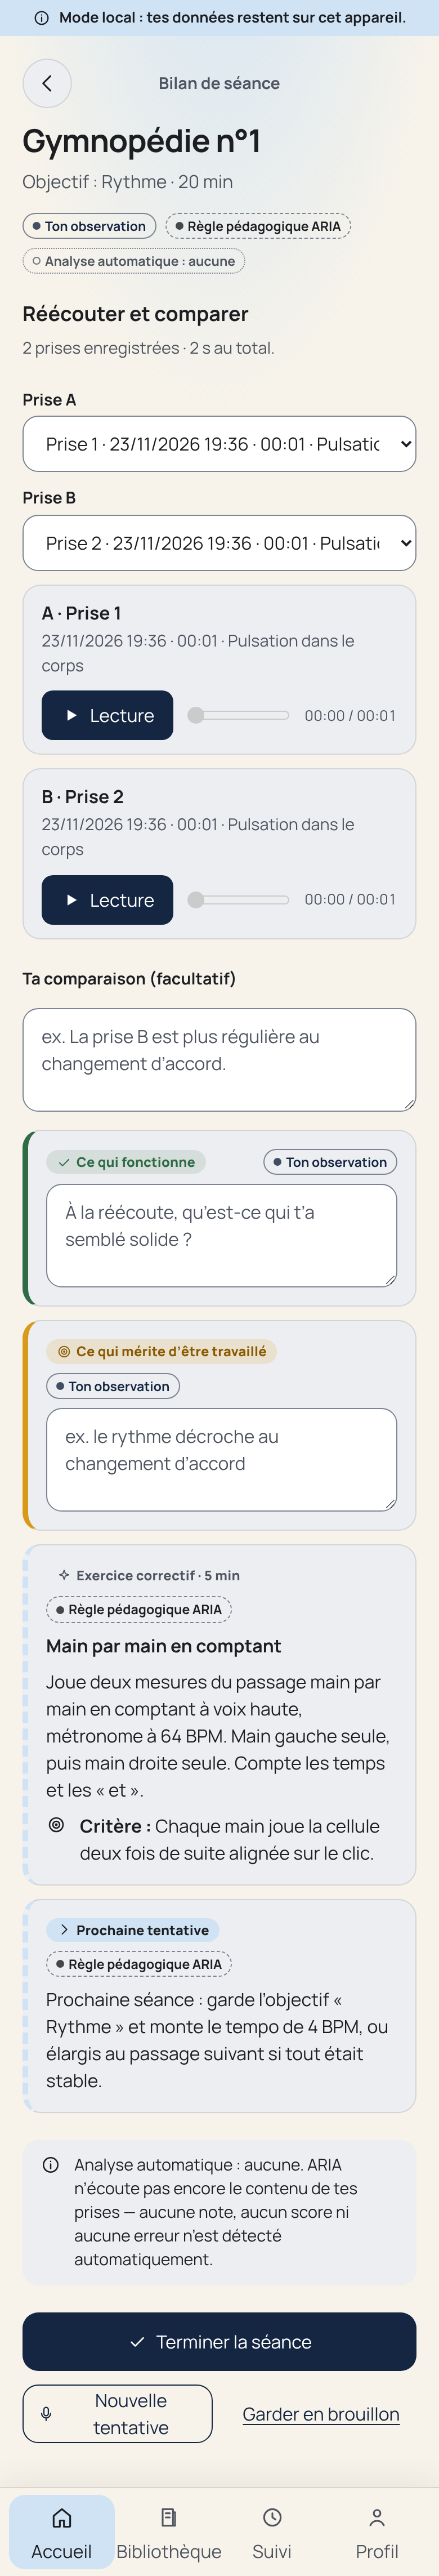 Mode local : tes données restent sur cet appareil.
Bilan de séance
Gymnopédie n°1
Objectif : Rythme · 20 min
Ton observation
Règle pédagogique ARIA
Analyse automatique : aucune
Réécouter et comparer
2 prises enregistrées · 2 s au total.
Prise A
Prise 1 · 23/11/2026 19:36 · 00:01 · Pulsatic
Prise B
Prise 2 · 23/11/2026 19:36 · 00:01 · Pulsati
A · Prise 1
23/11/2026 19:36 · 00:01 · Pulsation dans le
corps
Lecture
00:00 / 00:01
B · Prise 2
23/11/2026 19:36 · 00:01 · Pulsation dans le
corps
Lecture
00:00 / 00:01
Ta comparaison (facultatif)
ex. La prise B est plus régulière au
changement d’accord.
Ce qui fonctionne
Ton observation
À la réécoute, qu’est-ce qui t’a
semblé solide ?
Ce qui mérite d’être travaillé
Ton observation
ex. le rythme décroche au
changement d’accord
Exercice correctif · 5 min
Règle pédagogique ARIA
Main par main en comptant
Joue deux mesures du passage main par
main en comptant à voix haute,
métronome à 64 BPM. Main gauche seule,
puis main droite seule. Compte les temps
et les « et ».
Critère : Chaque main joue la cellule
deux fois de suite alignée sur le clic.
Prochaine tentative
Règle pédagogique ARIA
Prochaine séance : garde l’objectif «
Rythme » et monte le tempo de 4 BPM, ou
élargis au passage suivant si tout était
stable.
Analyse automatique : aucune. ARIA
n’écoute pas encore le contenu de tes
prises — aucune note, aucun score ni
aucune erreur n’est détecté
automatiquement.
Terminer la séance
Nouvelle
tentative
Garder en brouillon
Accueil
Bibliothèque
Suivi
Profil